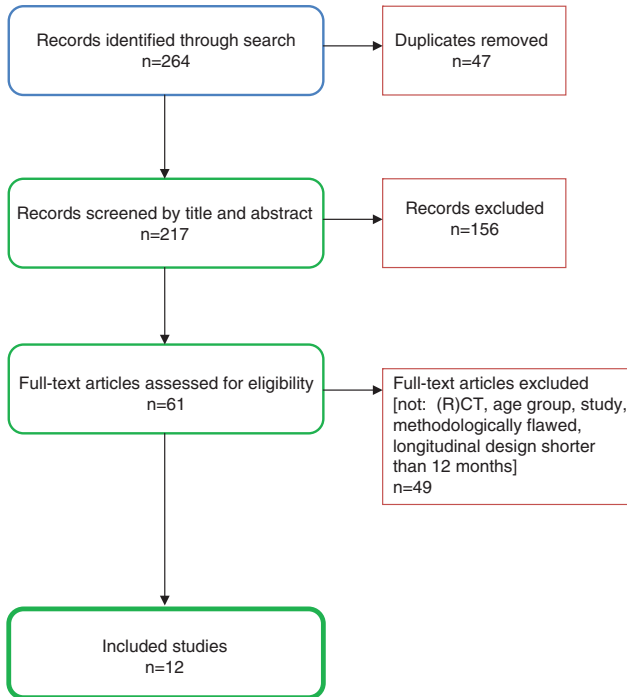 Records identified through search
n=264
Duplicates removed
n=47
Records screened by title and abstract
n=217
Records excluded
n=156
Full-text articles assessed for eligibility
n=61
Full-text articles excluded
[not: (R)CT, age group, study,
methodologically flawed,
longitudinal design shorter
than 12 months]
n=49
Included studies
n=12